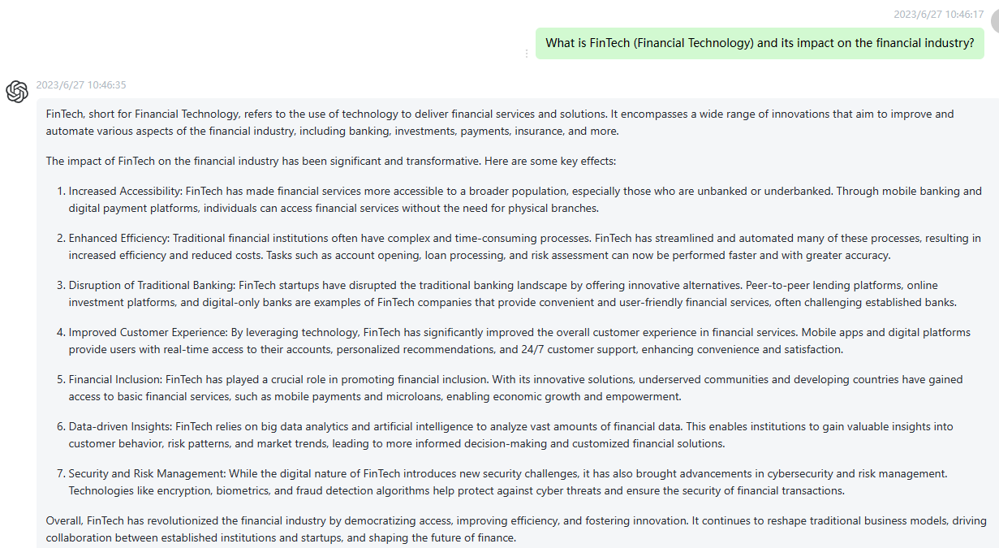 2023/6/27 10:46:17
What is FinTech (Financial Technology) and its impact on the financial industry?
2023/6/27 10:46:35
FinTech, short for Financial Technology, refers to the use of technology to deliver financial services and solutions. It encompasses a wide range of innovations that aim to improve and
automate various aspects of the financial industry, including banking, investments, payments, insurance, and more.
The impact of FinTech on the financial industry has been significant and transformative. Here are some key effects:
1. Increased Accessibility: FinTech has made financial services more accessible to a broader population, especially those who are unbanked or underbanked. Through mobile banking and
digital payment platforms, individuals can access financial services without the need for physical branches.
2. Enhanced Efficiency: Traditional financial institutions often have complex and time-consuming processes. FinTech has streamlined and automated many of these processes, resulting in
increased efficiency and reduced costs. Tasks such as account opening, loan processing, and risk assessment can now be performed faster and with greater accuracy.
3. Disruption of Traditional Banking: FinTech startups have disrupted the traditional banking landscape by offering innovative alternatives. Peer-to-peer lending platforms, online
investment platforms, and digital-only banks are examples of FinTech companies that provide convenient and user-friendly financial services, often challenging established banks.
4. Improved Customer Experience: By leveraging technology, FinTech has significantly improved the overall customer experience in financial services. Mobile apps and digital platforms
provide users with real-time access to their accounts, personalized recommendations, and 24/7 customer support, enhancing convenience and satisfaction.
5. Financial Inclusion: FinTech has played a crucial role in promoting financial inclusion. With its innovative solutions, underserved communities and developing countries have gained
access to basic financial services, such as mobile payments and microloans, enabling economic growth and empowerment.
6. Data-driven Insights: FinTech relies on big data analytics and artificial intelligence to analyze vast amounts of financial data. This enables institutions to gain valuable insights into
customer behavior, risk patterns, and market trends, leading to more informed decision-making and customized financial solutions.
7. Security and Risk Management: While the digital nature of FinTech introduces new security challenges, it has also brought advancements in cybersecurity and risk management.
Technologies like encryption, biometrics, and fraud detection algorithms help protect against cyber threats and ensure the security of financial transactions.
Overall, FinTech has revolutionized the financial industry by democratizing access, improving efficiency, and fostering innovation. It continues to reshape traditional business models, driving
collaboration between established institutions and startups, and shaping the future of finance.